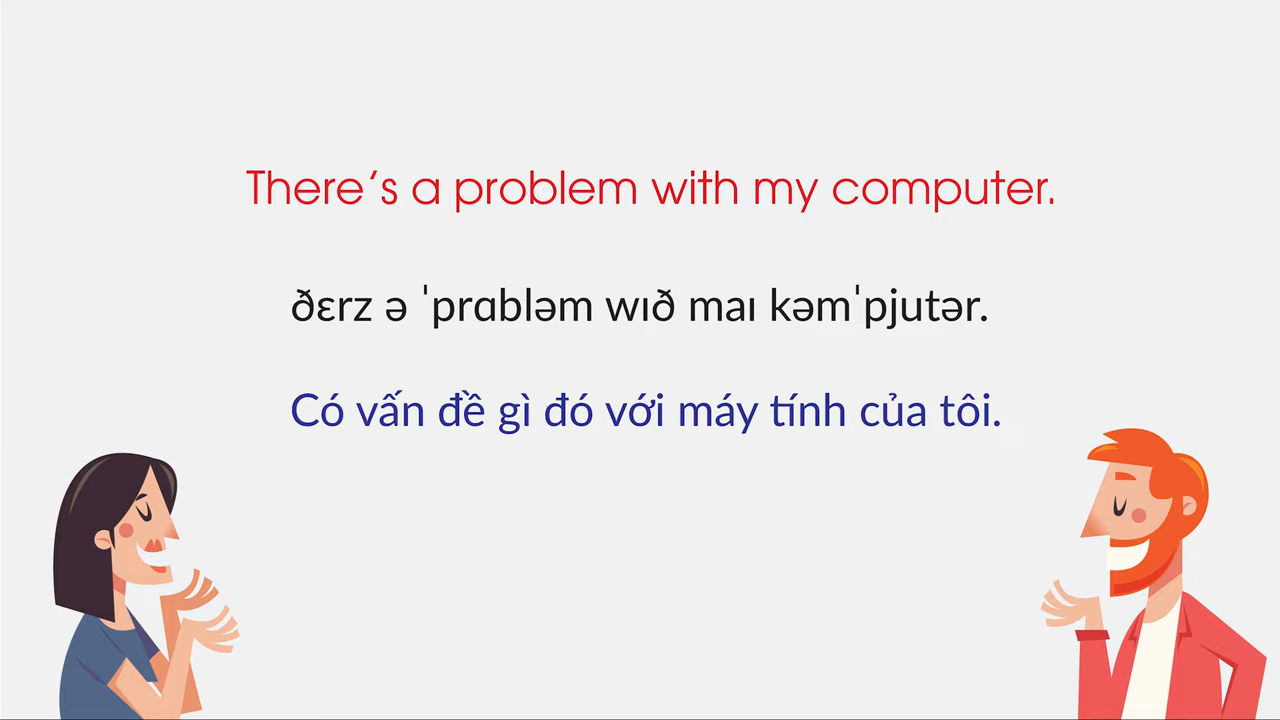 There's a problem with my computer.
ðɛrz ə ˈprɑbləm wɪð maɪ kəmˈpjutər.
Có vấn đề gì đó với máy tính của tôi.